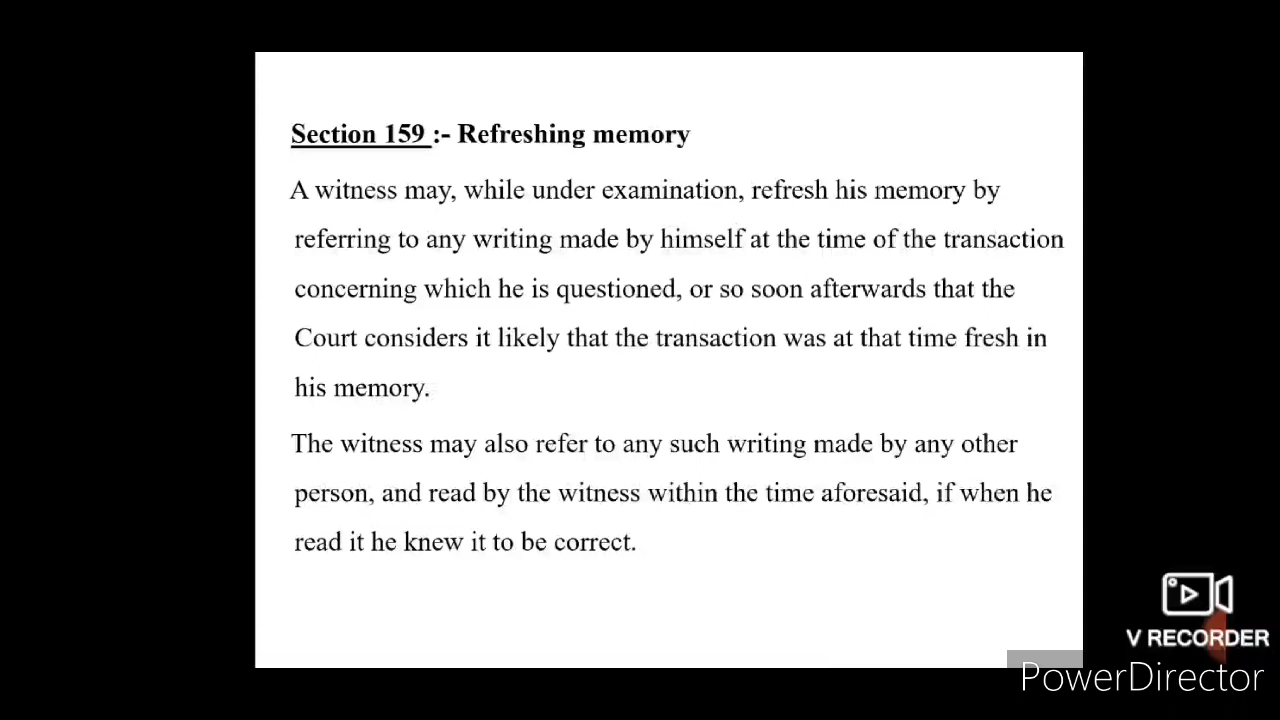 Section 159 :- Refreshing memory
A witness may, while under examination, refresh his memory by
referring to any writing made by himself at the time of the transaction
concerning which he is questioned, or so soon afterwards that the
Court considers it likely that the transaction was at that time fresh in
his memory.
The witness may also refer to any such writing made by any other
person, and read by the witness within the time aforesaid, if when he
read it he knew it to be correct.
V RECORDER
PowerDirector